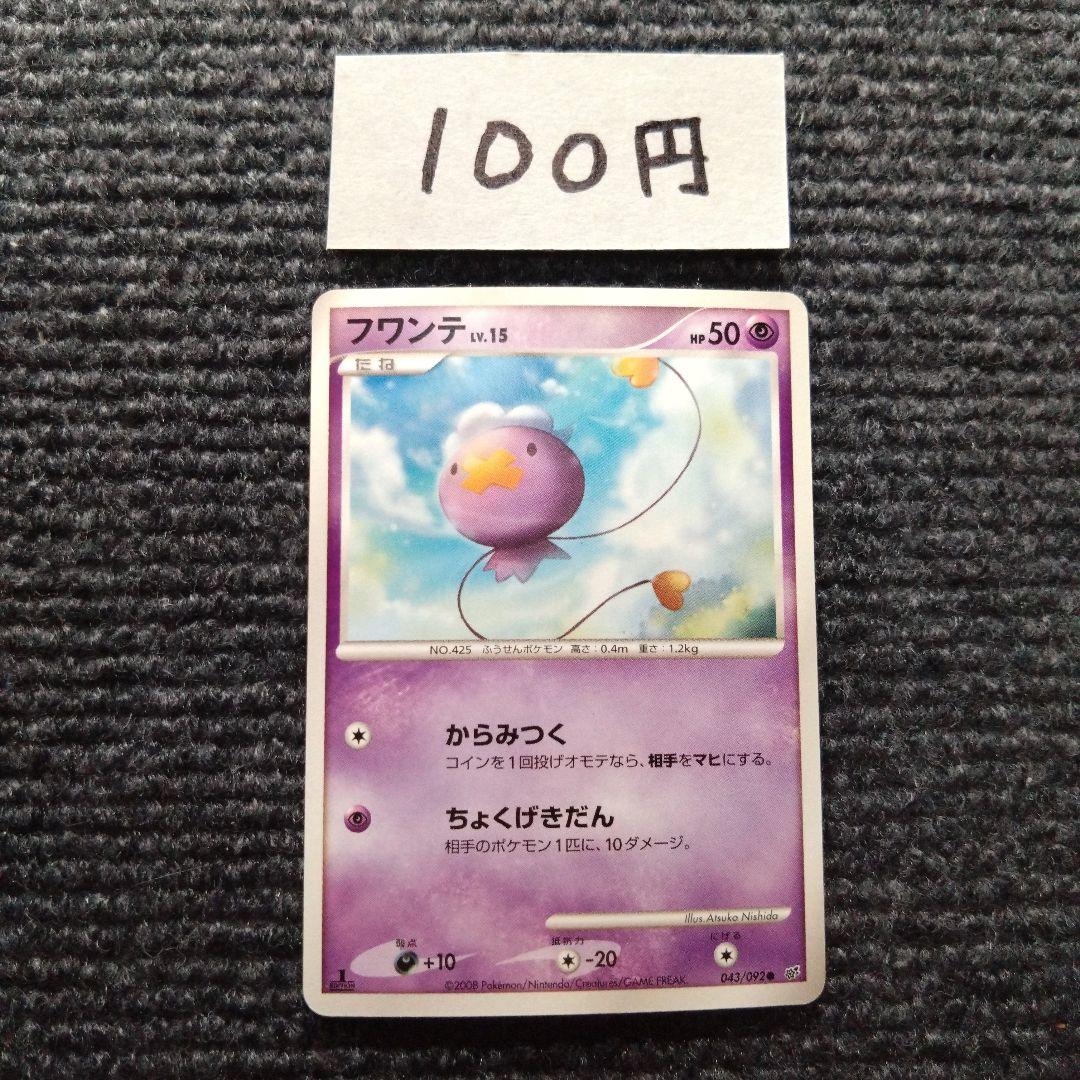 100円
フワンテ LV.15 HP 50
たね
NO.425 ふうせんポケモン 高さ:0.4m 重さ:1.2kg
からみつく
コインを1回投げオモテなら、相手をマヒにする。
ちょくげきだん
相手のポケモン1匹に、10ダメージ。
Illus. Atsuko Nishida
弱点 抵抗力 にげる
+10 -20
1
EDITION
©2008 Pokémon/Nintendo/Creatures/GAME FREAK.
043/092